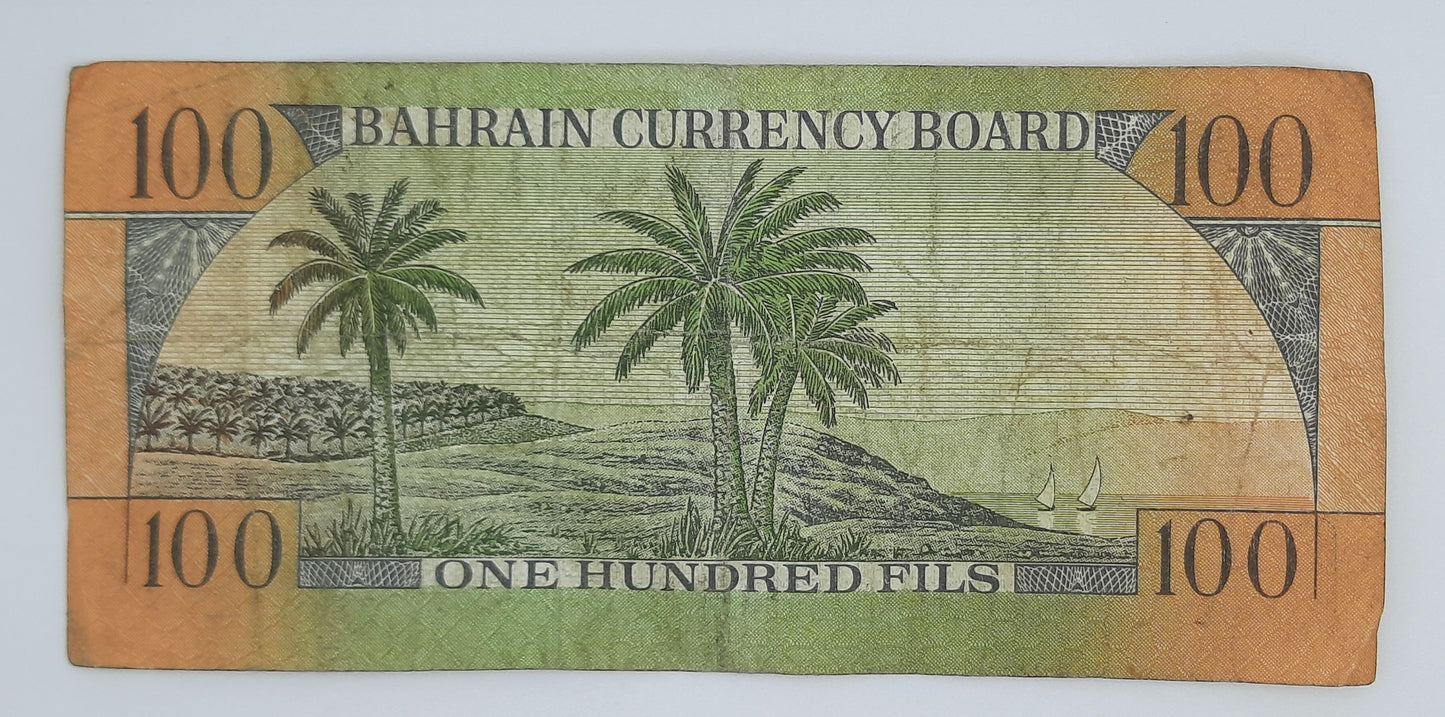 100 BAHRAIN CURRENCY BOARD 100
100 ONE HUNDRED FILS 100